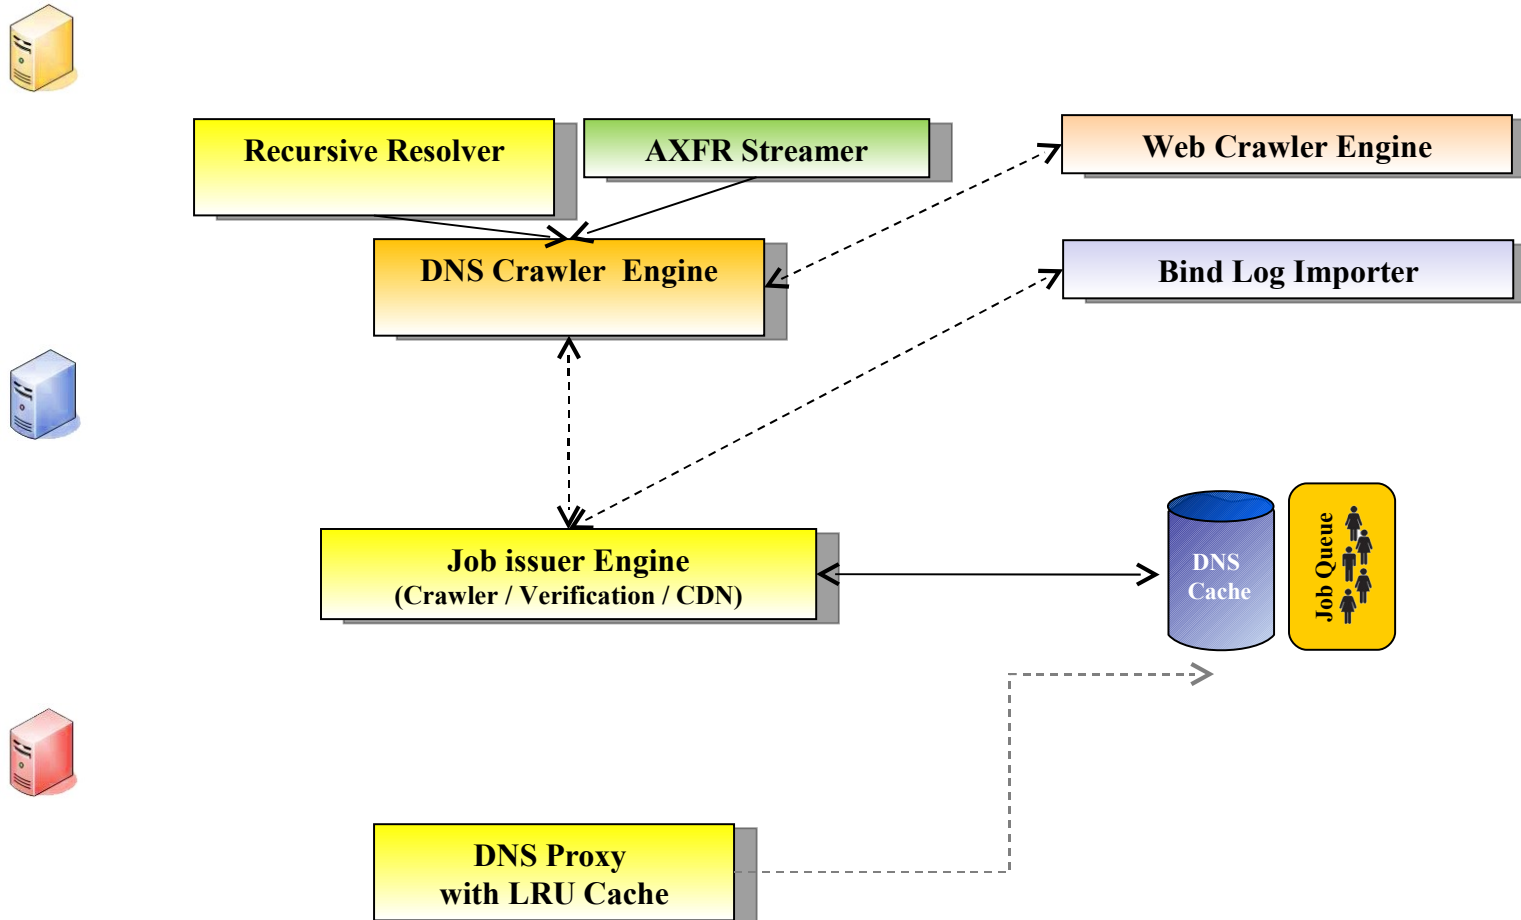 Recursive Resolver
AXFR Streamer
Web Crawler Engine
DNS Crawler Engine
Bind Log Importer
Job issuer Engine
(Crawler / Verification / CDN)
DNS
Cache
Job Queue
DNS Proxy
with LRU Cache